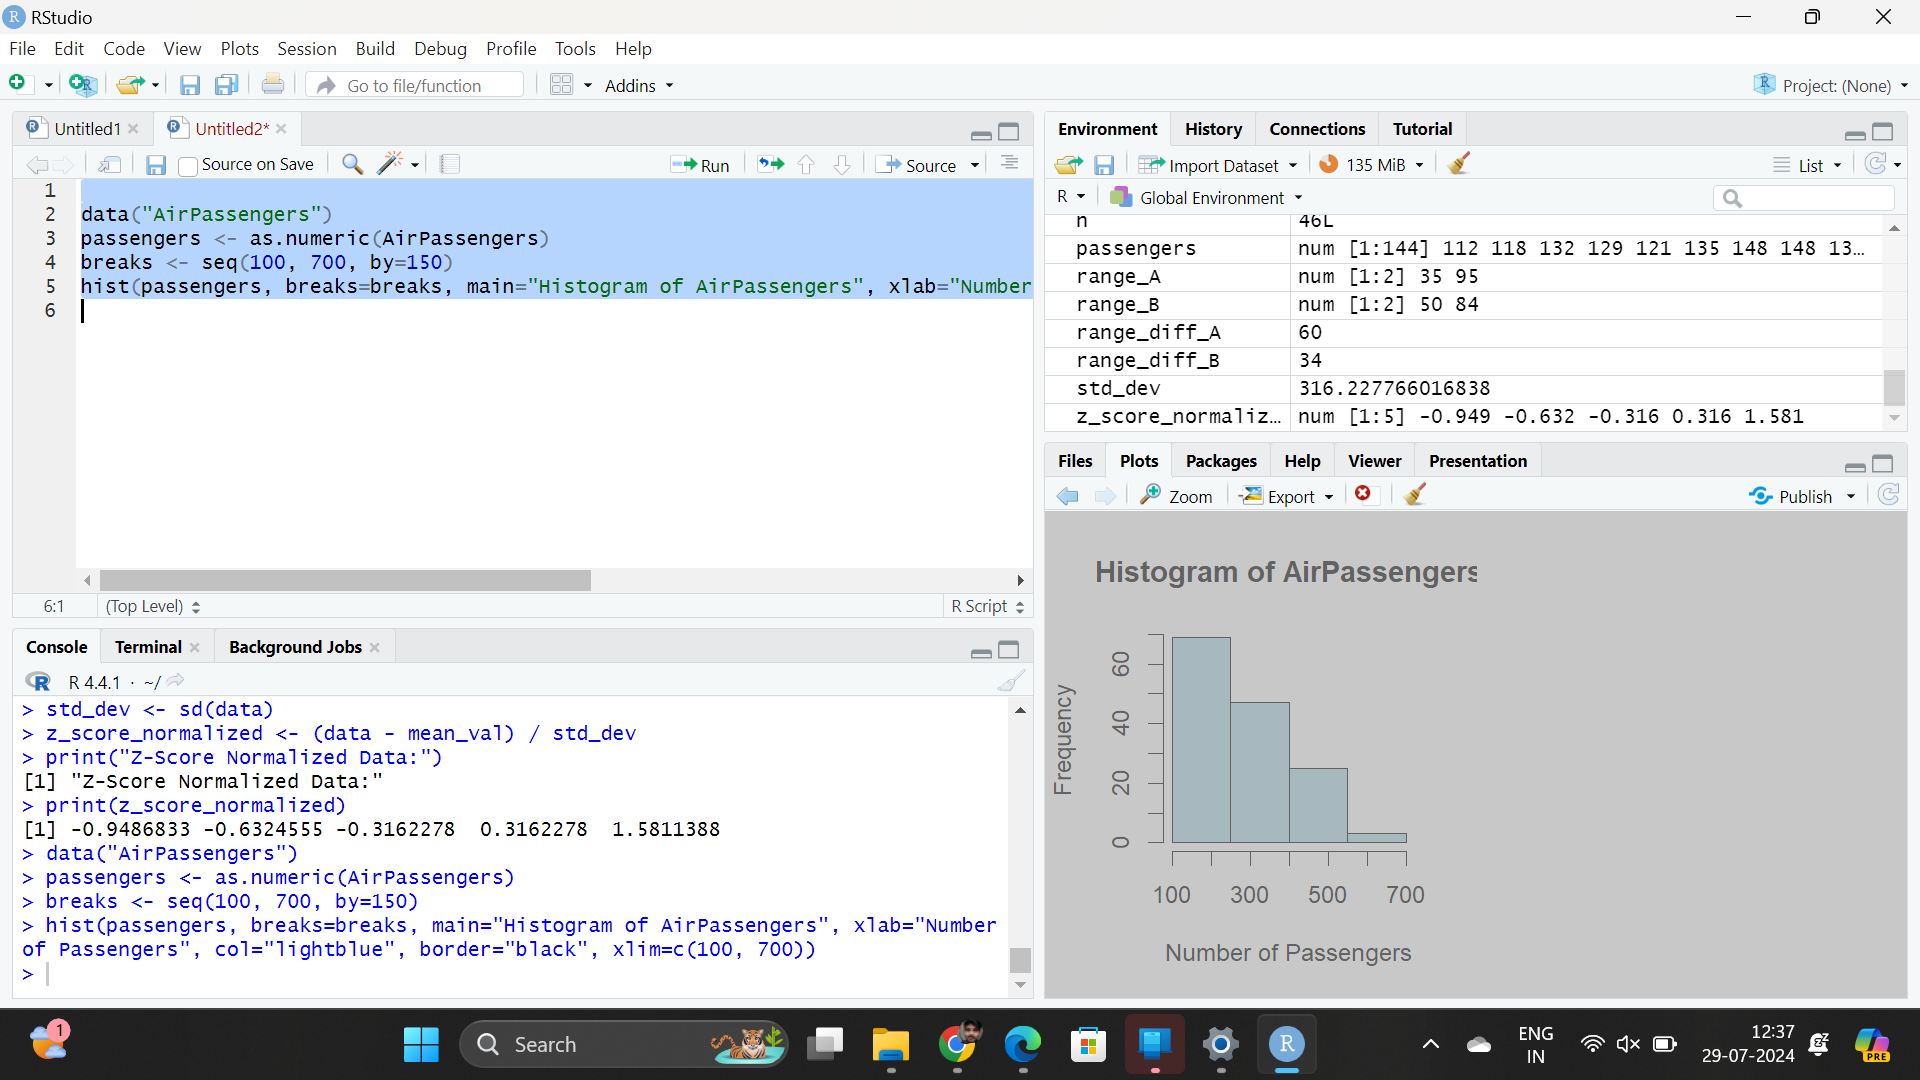 RStudio
File Edit Code View Plots Session Build Debug Profile Tools Help
Go to file/function Addins Project: (None)
Untitled1 Untitled2*
Source on Save Run Source
1
2 data("AirPassengers")
3 passengers <- as.numeric(AirPassengers)
4 breaks <- seq(100, 700, by=150)
5 hist(passengers, breaks=breaks, main="Histogram of AirPassengers", xlab="Number
6
6:1 (Top Level) R Script
Console Terminal Background Jobs
R 4.4.1 · ~/
> std_dev <- sd(data)
> z_score_normalized <- (data - mean_val) / std_dev
> print("Z-Score Normalized Data:")
[1] "Z-Score Normalized Data:"
> print(z_score_normalized)
[1] -0.9486833 -0.6324555 -0.3162278 0.3162278 1.5811388
> data("AirPassengers")
> passengers <- as.numeric(AirPassengers)
> breaks <- seq(100, 700, by=150)
> hist(passengers, breaks=breaks, main="Histogram of AirPassengers", xlab="Number
of Passengers", col="lightblue", border="black", xlim=c(100, 700))
>
Environment History Connections Tutorial
Import Dataset 135 MiB List
R Global Environment
n 46L
passengers num [1:144] 112 118 132 129 121 135 148 148 13...
range_A num [1:2] 35 95
range_B num [1:2] 50 84
range_diff_A 60
range_diff_B 34
std_dev 316.227766016838
z_score_normaliz... num [1:5] -0.949 -0.632 -0.316 0.316 1.581
Files Plots Packages Help Viewer Presentation
Zoom Export Publish
Histogram of AirPassengers
Frequency
60
40
20
0
100 300 500 700
Number of Passengers
1
Search
ENG
IN
12:37
29-07-2024
PRE